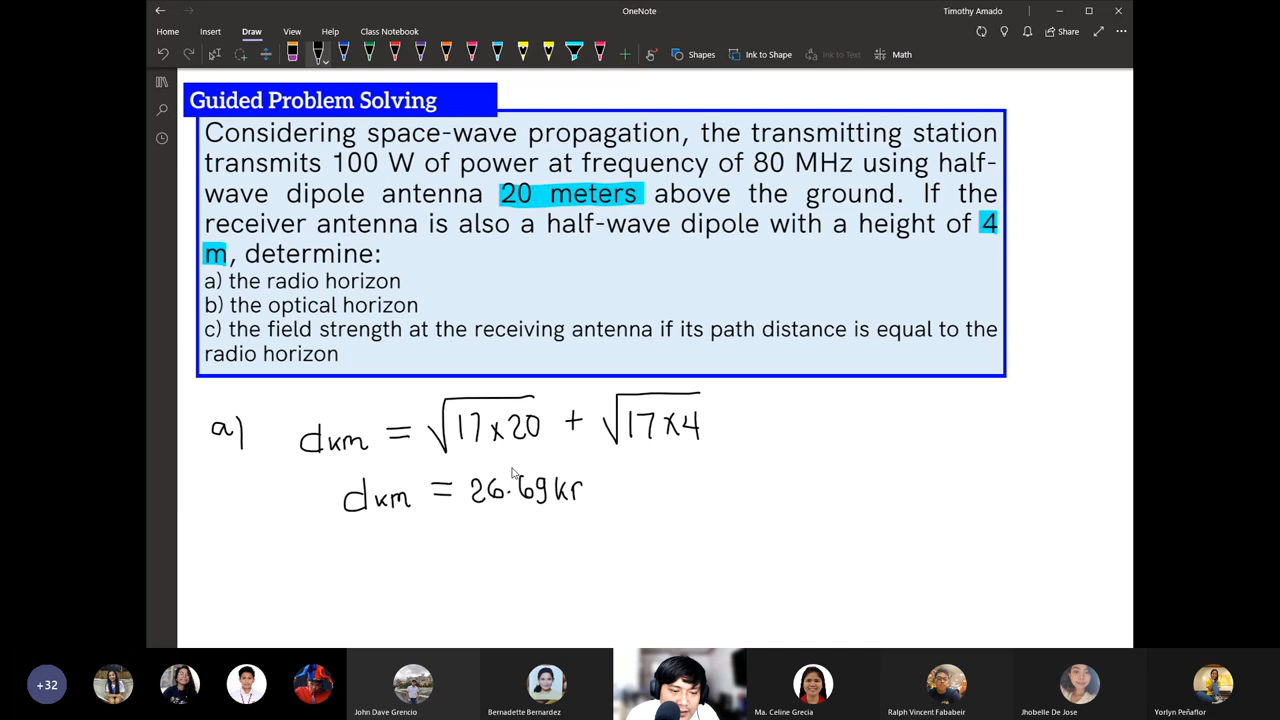 OneNote
Timothy Amado
Home Insert Draw View Help Class Notebook
Share
Shapes Ink to Shape Ink to Text Math
Guided Problem Solving
Considering space-wave propagation, the transmitting station
transmits 100 W of power at frequency of 80 MHz using half-
wave dipole antenna 20 meters above the ground. If the
receiver antenna is also a half-wave dipole with a height of 4
m, determine:
a) the radio horizon
b) the optical horizon
c) the field strength at the receiving antenna if its path distance is equal to the
radio horizon
a) dkm = √17x20 + √17x4
dkm = 26.69kr
+32
John Dave Grencio
Bernadette Bernardez
Ma. Celine Grecia
Ralph Vincent Fababeir
Jhobelle De Jose
Yorlyn Peñaflor